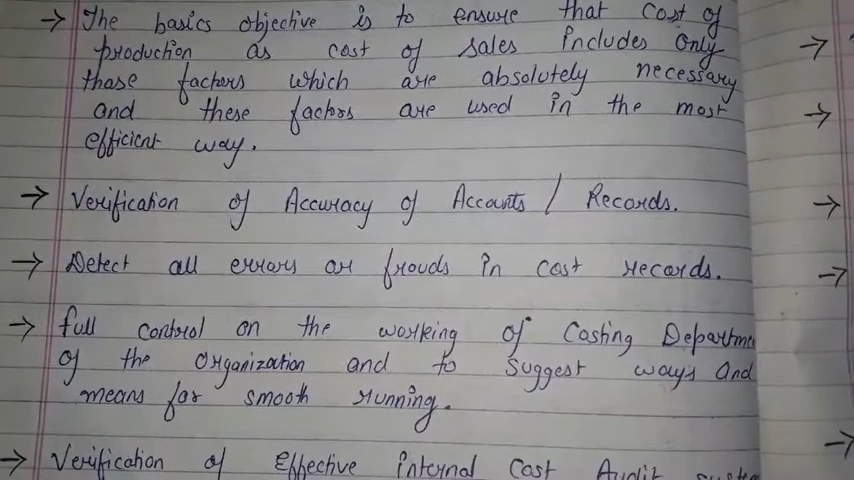 → The basics objective is to ensure that cost of
production as cost of sales includes only
those factors which are absolutely necessary
and these factors are used in the most
efficient way.
→ Verification of Accuracy of Accounts / Records.
→ Detect all errors or frouds in cost records.
→ full control on the working of Costing Departme
of the Organization and to suggest ways and
means for smooth running.
→ Verification of Effective internal Cost Audit system